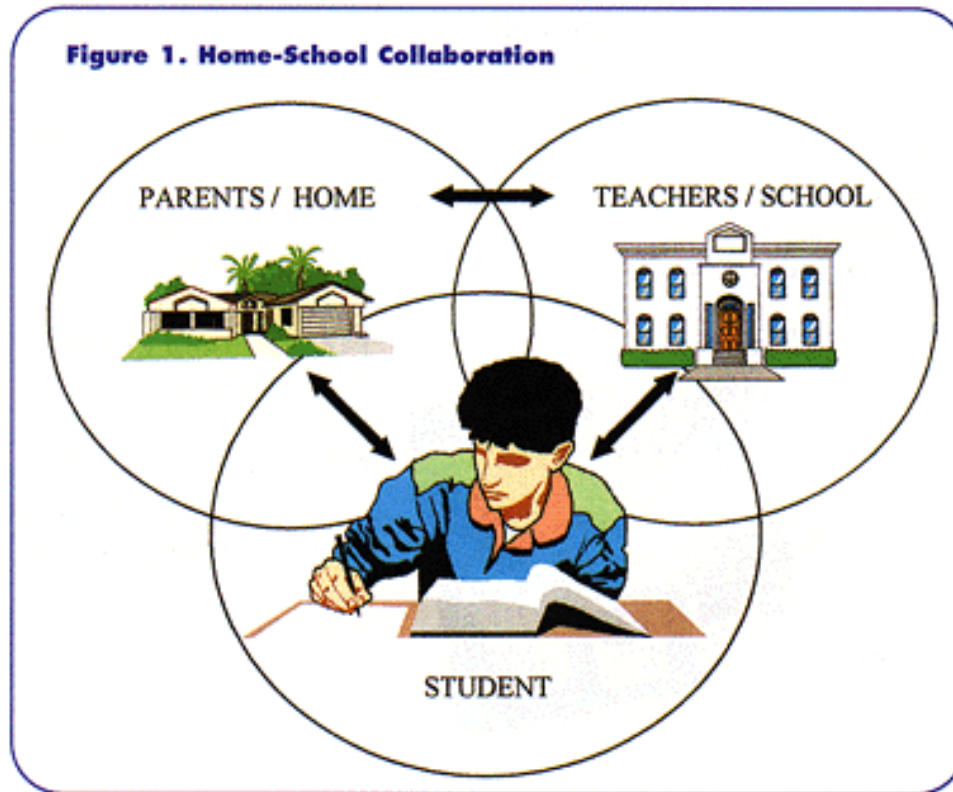 Figure 1. Home-School Collaboration
PARENTS / HOME
TEACHERS / SCHOOL
STUDENT